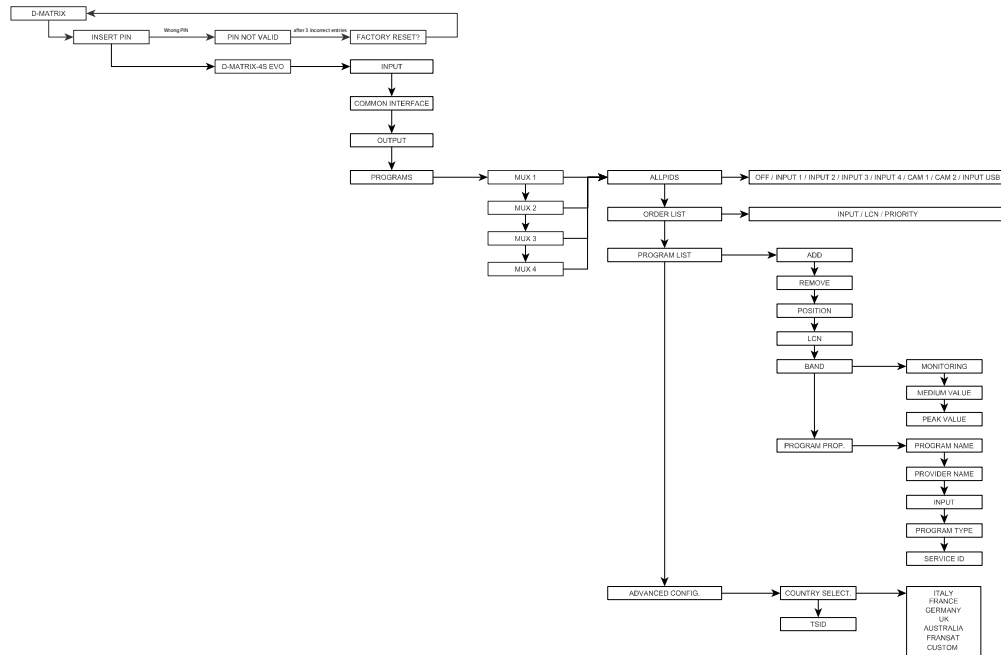 D-MATRIX
INSERT PIN
Wrong PIN
PIN NOT VALID
after 3 incorrect entries
FACTORY RESET?
D-MATRIX-4S EVO
INPUT
COMMON INTERFACE
OUTPUT
PROGRAMS
MUX 1
MUX 2
MUX 3
MUX 4
ALLPIDS
OFF / INPUT 1 / INPUT 2 / INPUT 3 / INPUT 4 / CAM 1 / CAM 2 / INPUT USB
ORDER LIST
INPUT / LCN / PRIORITY
PROGRAM LIST
ADD
REMOVE
POSITION
LCN
BAND
MONITORING
MEDIUM VALUE
PEAK VALUE
PROGRAM PROP.
PROGRAM NAME
PROVIDER NAME
INPUT
PROGRAM TYPE
SERVICE ID
ADVANCED CONFIG.
COUNTRY SELECT.
TSID
ITALY
FRANCE
GERMANY
UK
AUSTRALIA
FRANSAT
CUSTOM